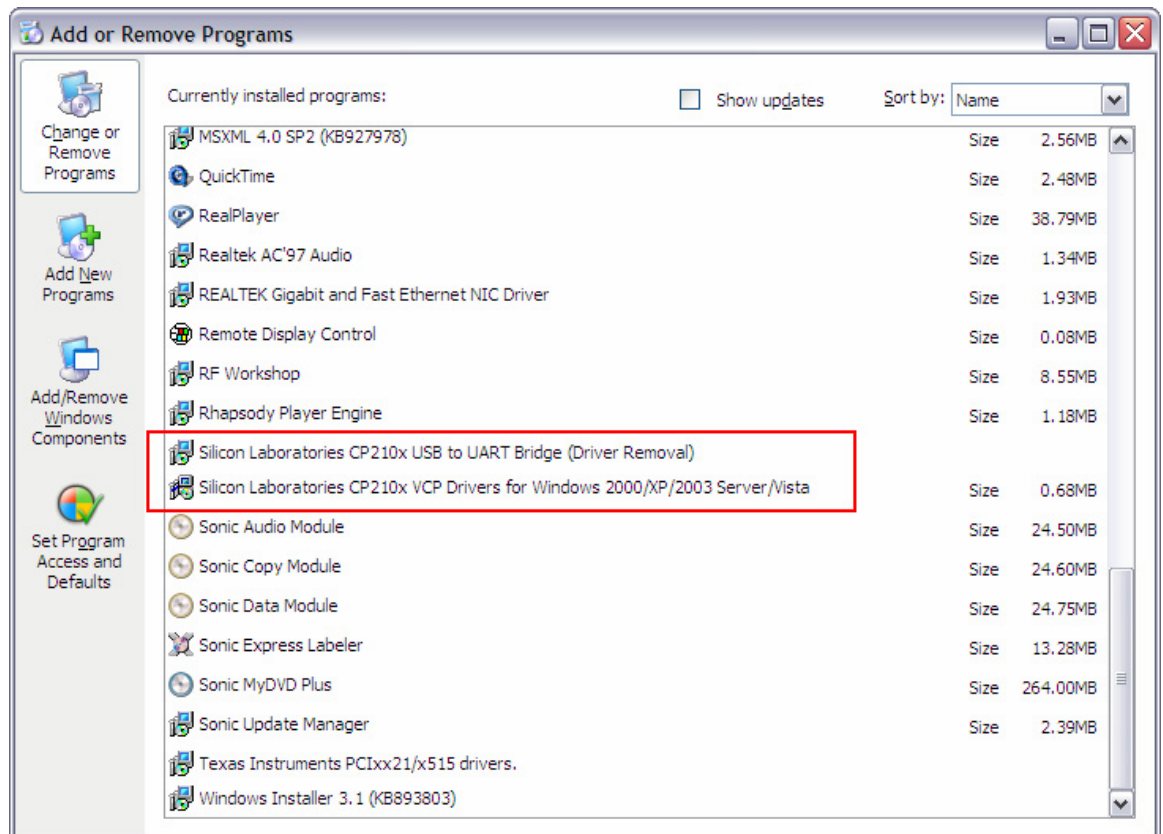 Add or Remove Programs
Change or
Remove
Programs
Add New
Programs
Add/Remove
Windows
Components
Set Program
Access and
Defaults
Currently installed programs: Show updates Sort by: Name
MSXML 4.0 SP2 (KB927978) Size 2.56MB
QuickTime Size 2.48MB
RealPlayer Size 38.79MB
Realtek AC'97 Audio Size 1.34MB
REALTEK Gigabit and Fast Ethernet NIC Driver Size 1.93MB
Remote Display Control Size 0.08MB
RF Workshop Size 8.55MB
Rhapsody Player Engine Size 1.18MB
Silicon Laboratories CP210x USB to UART Bridge (Driver Removal)
Silicon Laboratories CP210x VCP Drivers for Windows 2000/XP/2003 Server/Vista Size 0.68MB
Sonic Audio Module Size 24.50MB
Sonic Copy Module Size 24.60MB
Sonic Data Module Size 24.75MB
Sonic Express Labeler Size 13.28MB
Sonic MyDVD Plus Size 264.00MB
Sonic Update Manager Size 2.39MB
Texas Instruments PCIxx21/x515 drivers.
Windows Installer 3.1 (KB893803)